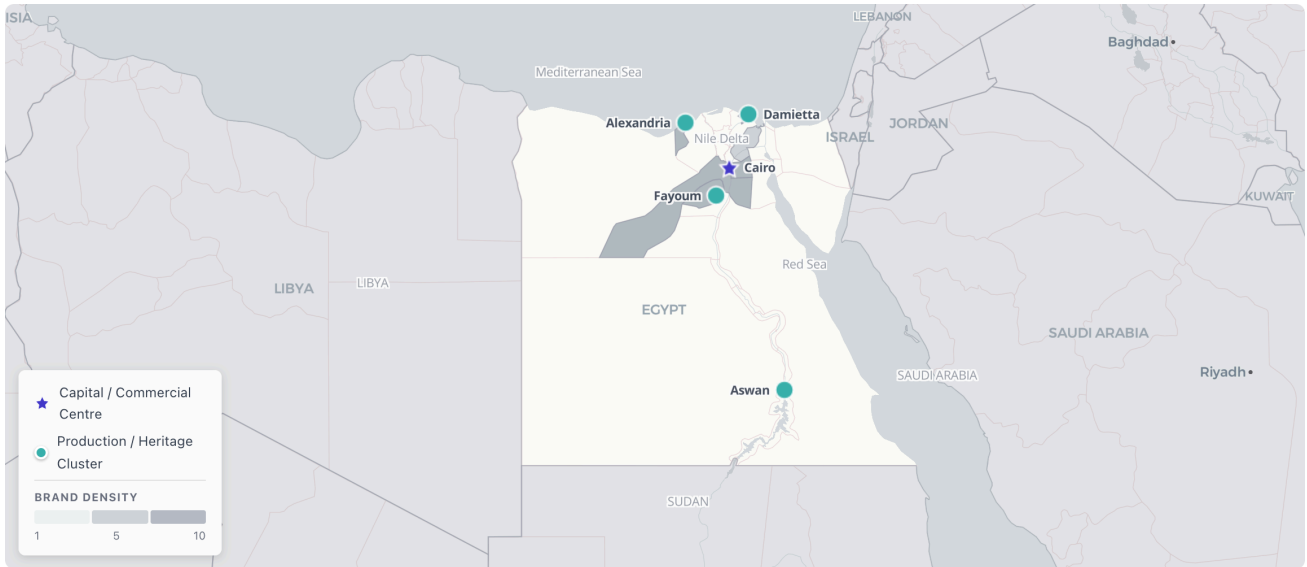 ISIA
LEBANON
Baghdad
Mediterranean Sea
Alexandria
Damietta
Nile Delta
ISRAEL
JORDAN
Cairo
Fayoum
KUWAIT
Red Sea
LIBYA
LIBYA
EGYPT
SAUDI ARABIA
Riyadh
SAUDI ARABIA
Aswan
SUDAN
Capital / Commercial
Centre
Production / Heritage
Cluster
BRAND DENSITY
1 5 10